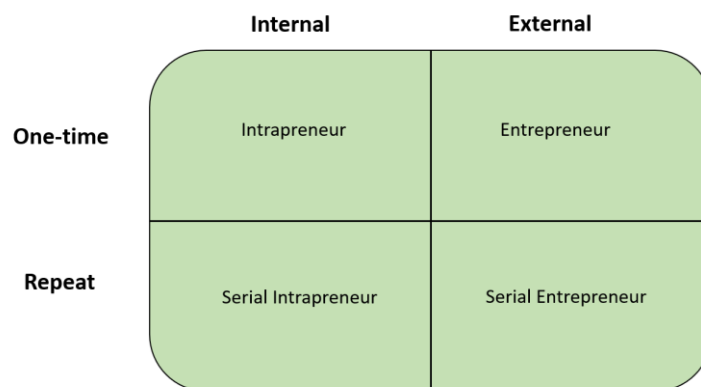 Internal External
One-time Intrapreneur Entrepreneur
Repeat Serial Intrapreneur Serial Entrepreneur